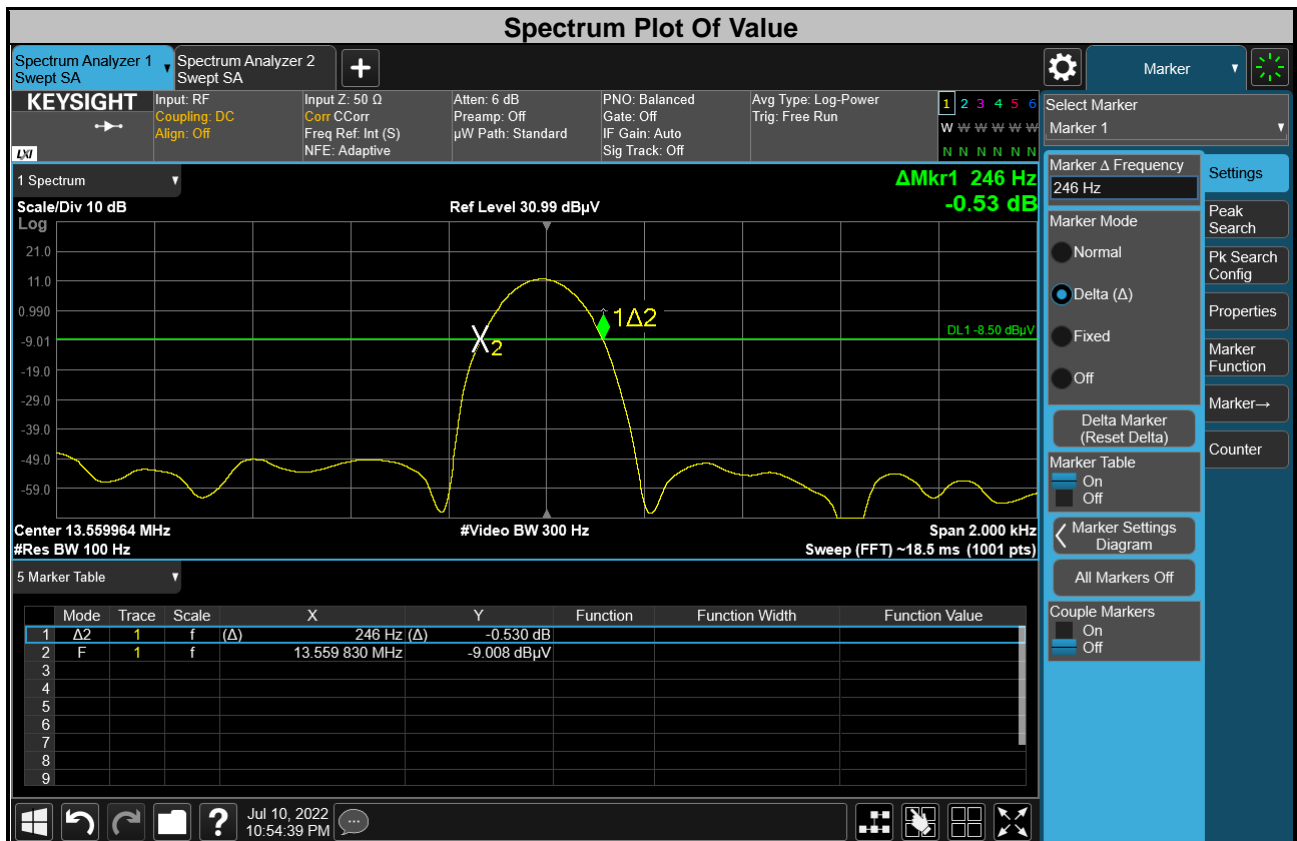 Spectrum Plot Of Value
Spectrum Analyzer 1
Swept SA
Spectrum Analyzer 2
Swept SA
Marker
KEYSIGHT
LXI
Input: RF
Coupling: DC
Align: Off
Input Z: 50 Ω
Corr CCorr
Freq Ref: Int (S)
NFE: Adaptive
Atten: 6 dB
Preamp: Off
µW Path: Standard
PNO: Balanced
Gate: Off
IF Gain: Auto
Sig Track: Off
Avg Type: Log-Power
Trig: Free Run
1 2 3 4 5 6
W W W W W W
N N N N N N
Select Marker
Marker 1
1 Spectrum
ΔMkr1 246 Hz
-0.53 dB
Scale/Div 10 dB
Ref Level 30.99 dBµV
Log
21.0
11.0
0.990
-9.01
-19.0
-29.0
-39.0
-49.0
-59.0
1Δ2
2
DL1 -8.50 dBµV
Center 13.559964 MHz
#Video BW 300 Hz
Span 2.000 kHz
#Res BW 100 Hz
Sweep (FFT) ~18.5 ms (1001 pts)
5 Marker Table
Mode Trace Scale X Y Function Function Width Function Value
1 Δ2 1 f (Δ) 246 Hz (Δ) -0.530 dB
2 F 1 f 13.559 830 MHz -9.008 dBµV
3
4
5
6
7
8
9
Marker Δ Frequency
246 Hz
Marker Mode
Normal
Delta (Δ)
Fixed
Off
Delta Marker
(Reset Delta)
Marker Table
On
Off
Marker Settings
Diagram
All Markers Off
Couple Markers
On
Off
Settings
Peak
Search
Pk Search
Config
Properties
Marker
Function
Marker→
Counter
?
Jul 10, 2022
10:54:39 PM